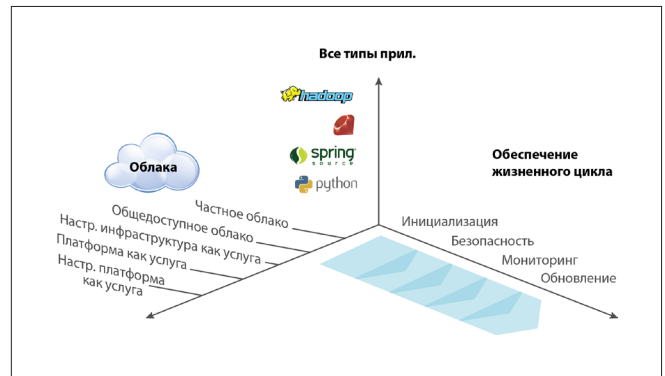 Все типы прил.
hadoop
spring
source
python
Облака
Обеспечение
жизненного цикла
Частное облако
Общедоступное облако
Настр. инфраструктура как услуга
Платформа как услуга
Настр. платформа
как услуга
Инициализация
Безопасность
Мониторинг
Обновление